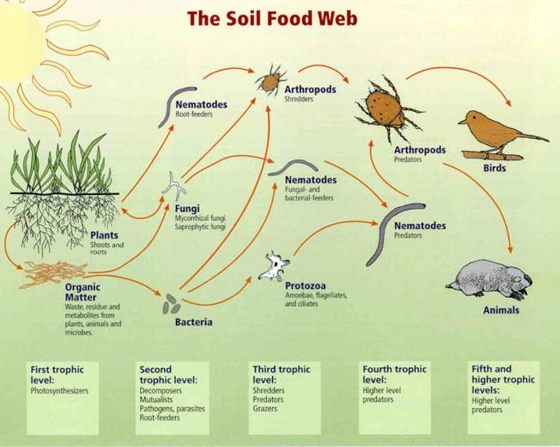 The Soil Food Web
Nematodes
Root-feeders
Arthropods
Shredders
Arthropods
Predators
Birds
Fungi
Mycorrhizal fungi
Saprophytic fungi
Nematodes
Fungal- and
bacterial-feeders
Nematodes
Predators
Plants
Shoots and
roots
Organic
Matter
Waste, residue and
metabolites from
plants, animals and
microbes.
Bacteria
Protozoa
Amoebae, flagellates,
and ciliates
Animals
First trophic
level:
Photosynthesizers
Second
trophic level:
Decomposers
Mutualists
Pathogens, parasites
Root-feeders
Third trophic
level:
Shredders
Predators
Grazers
Fourth trophic
level:
Higher level
predators
Fifth and
higher trophic
levels:
Higher level
predators